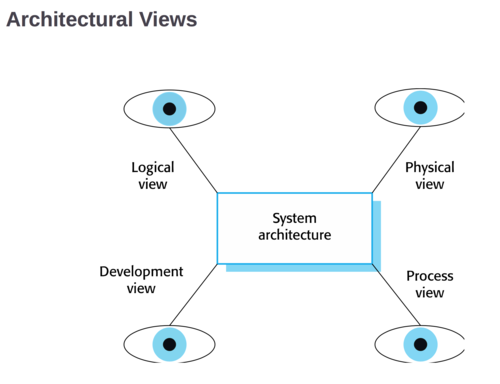 Architectural Views
Logical
view
Physical
view
System
architecture
Development
view
Process
view